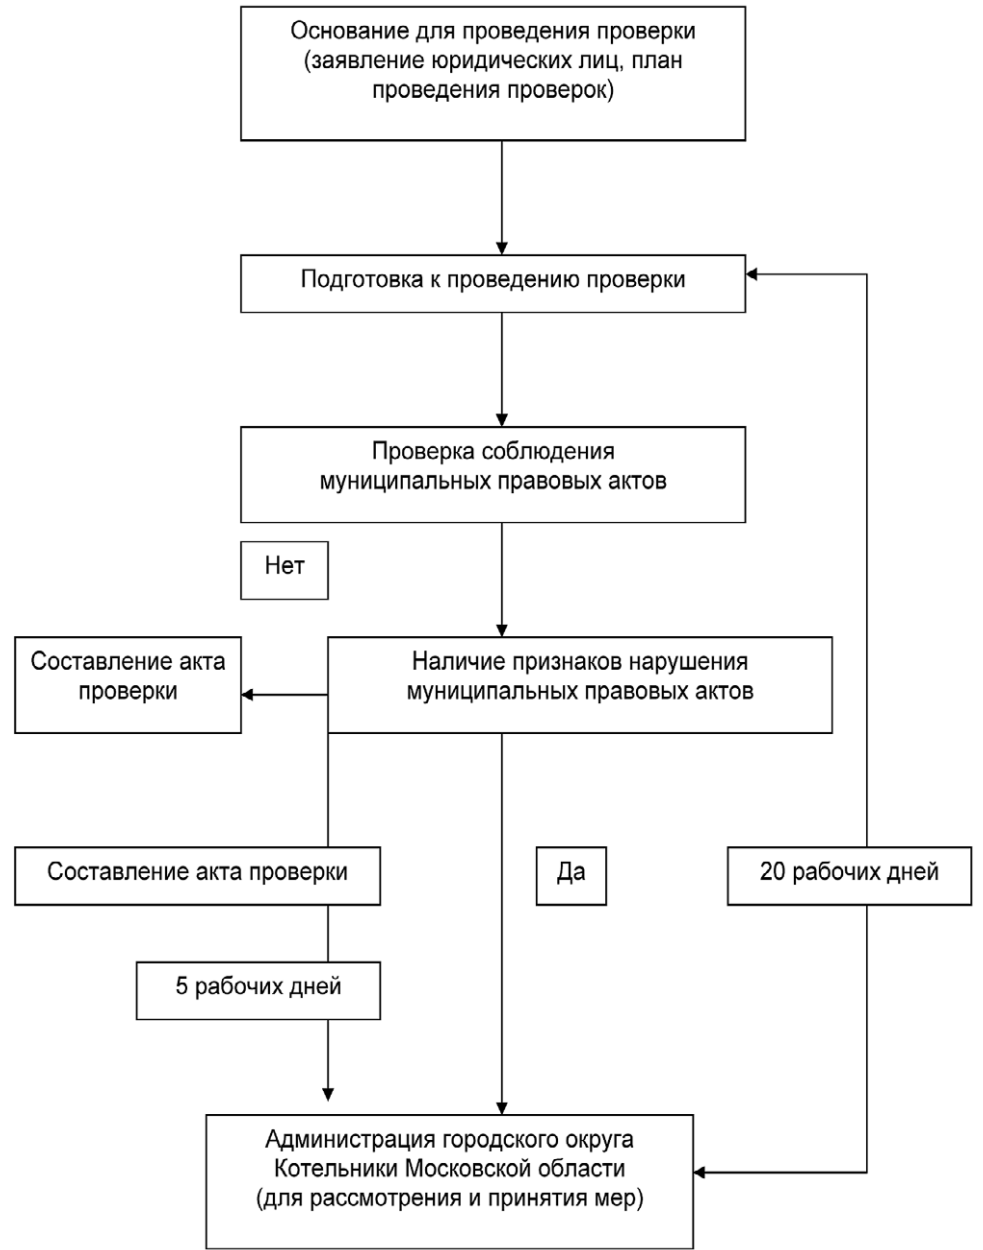 Основание для проведения проверки
(заявление юридических лиц, план
проведения проверок)
Подготовка к проведению проверки
Проверка соблюдения
муниципальных правовых актов
Нет
Составление акта
проверки
Наличие признаков нарушения
муниципальных правовых актов
Составление акта проверки
Да
20 рабочих дней
5 рабочих дней
Администрация городского округа
Котельники Московской области
(для рассмотрения и принятия мер)